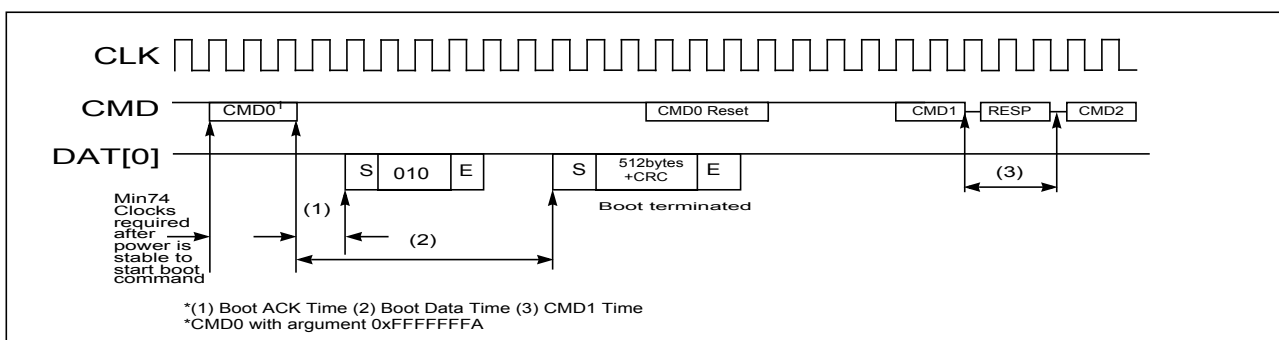 CLK
CMD
CMD0¹
CMD0 Reset
CMD1
RESP
CMD2
DAT[0]
S
010
E
S
512bytes
+CRC
E
(3)
Boot terminated
Min74
Clocks
required
after
power is
stable to
start boot
command
(1)
(2)
*(1) Boot ACK Time (2) Boot Data Time (3) CMD1 Time
*CMD0 with argument 0xFFFFFFFA